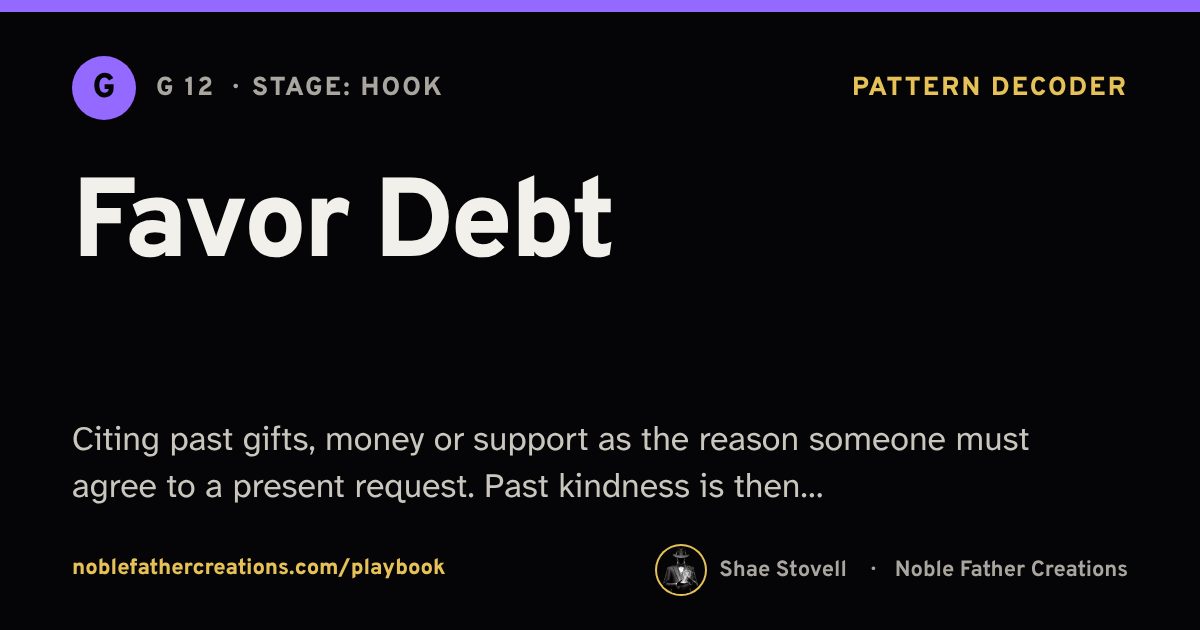 G
G 12 · STAGE: HOOK
PATTERN DECODER
Favor Debt
Citing past gifts, money or support as the reason someone must
agree to a present request. Past kindness is then...
noblefathercreations.com/playbook
Shae Stovell · Noble Father Creations